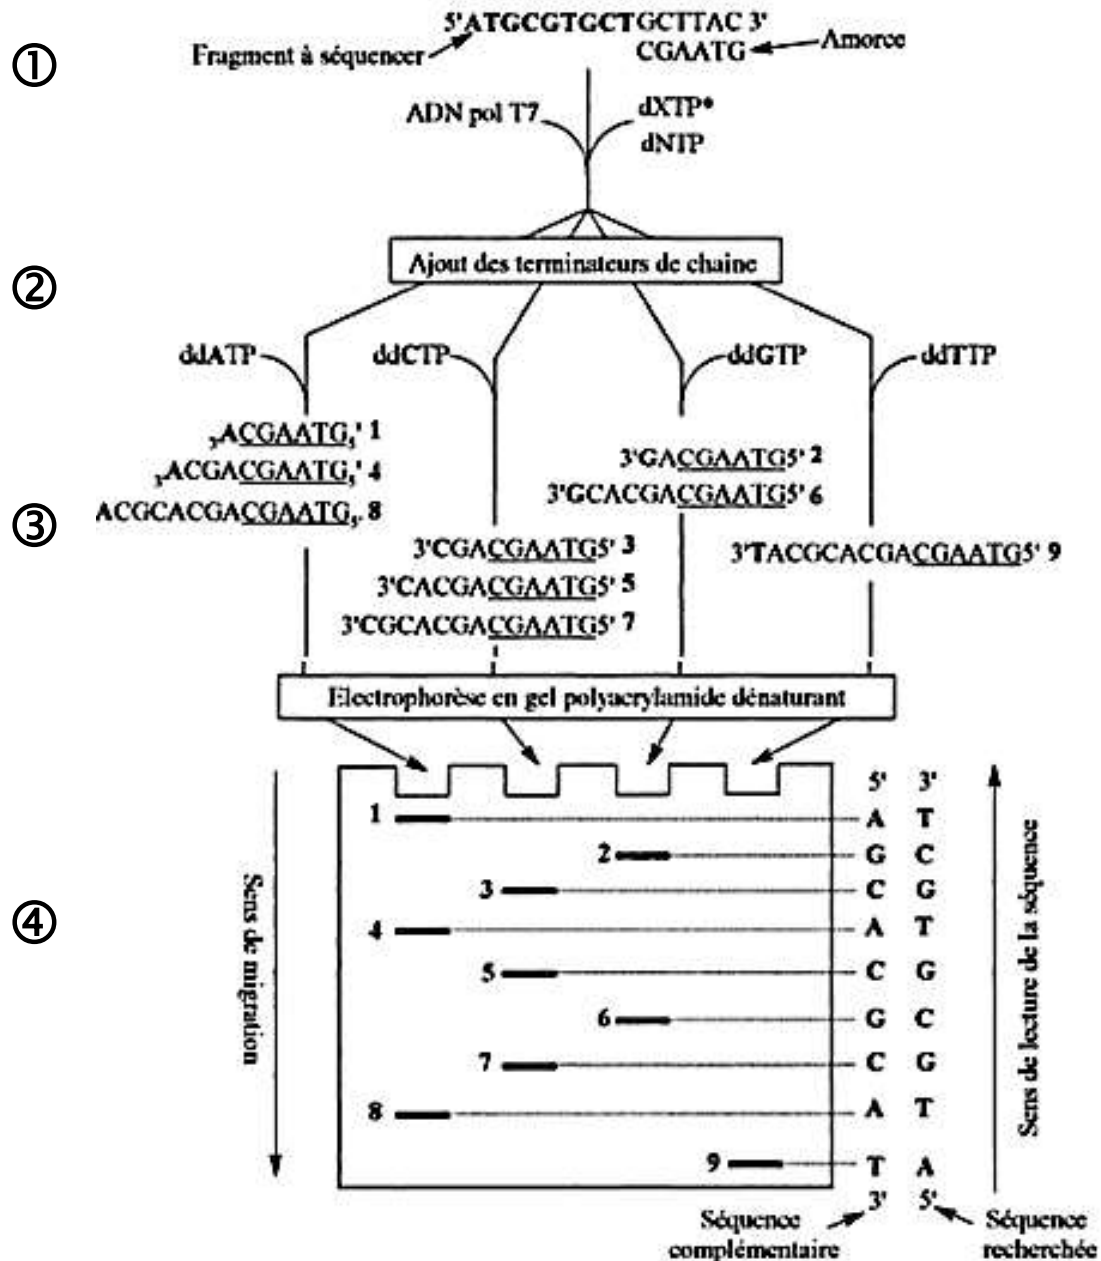 ①
5'ATGCGTGCTGCTTAC 3'
CGAATG
Fragment à séquencer
Amorce
ADN pol T7
dXTP*
dNTP
②
Ajout des terminateurs de chaine
ddATP
ddCTP
ddGTP
ddTTP
③
3'ACGAATG5' 1
3'ACGACGAATG5' 4
ACGCACGACGAATG5' 8
3'CGACGAATG5' 3
3'CACGACGAATG5' 5
3'CGCACGACGAATG5' 7
3'GACGAATG5' 2
3'GCACGACGAATG5' 6
3'TACGCACGACGAATG5' 9
Electrophorèse en gel polyacrylamide dénaturant
④
Sens de migration
5' 3'
1 A T
2 G C
3 C G
4 A T
5 C G
6 G C
7 C G
8 A T
9 T A
3' 5'
Sens de lecture de la séquence
Séquence
complémentaire
Séquence
recherchée